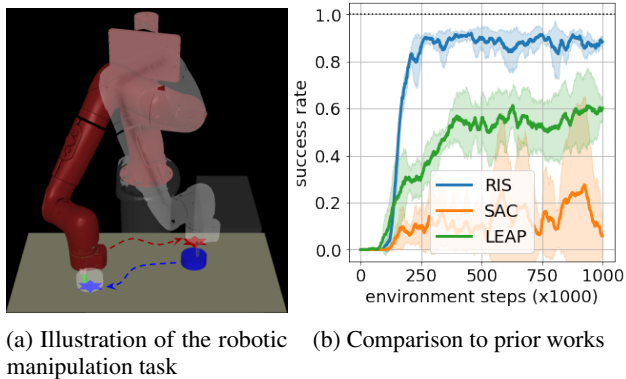 1.0
0.8
0.6
0.4
0.2
0.0
success rate
RIS
SAC
LEAP
0 250 500 750 1000
environment steps (x1000)
(a) Illustration of the robotic
manipulation task
(b) Comparison to prior works